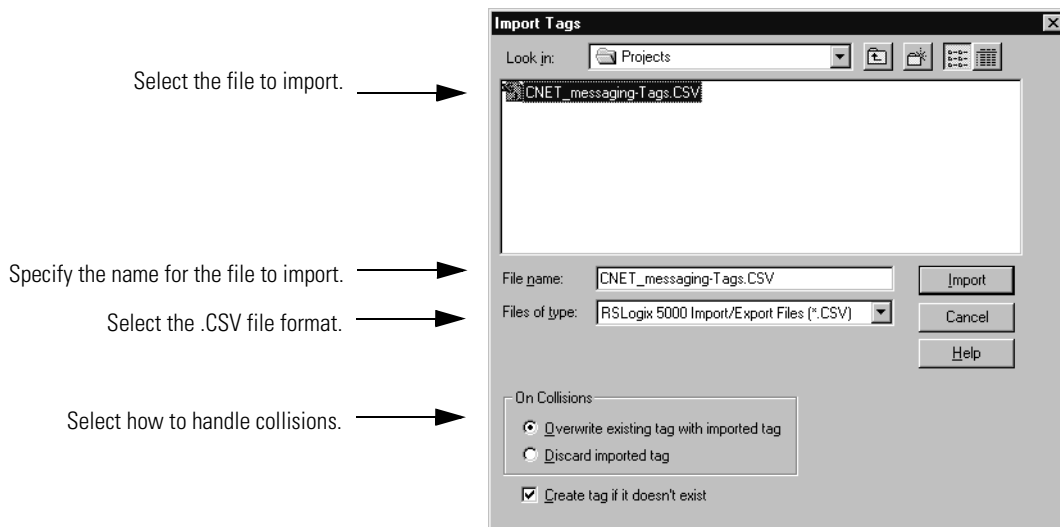 Import Tags
Look in: Projects
Select the file to import.
CNET_messaging-Tags.CSV
Specify the name for the file to import.
File name: CNET_messaging-Tags.CSV Import
Select the .CSV file format.
Files of type: RSLogix 5000 Import/Export Files (*.CSV) Cancel
Help
On Collisions
Select how to handle collisions.
Overwrite existing tag with imported tag
Discard imported tag
Create tag if it doesn't exist